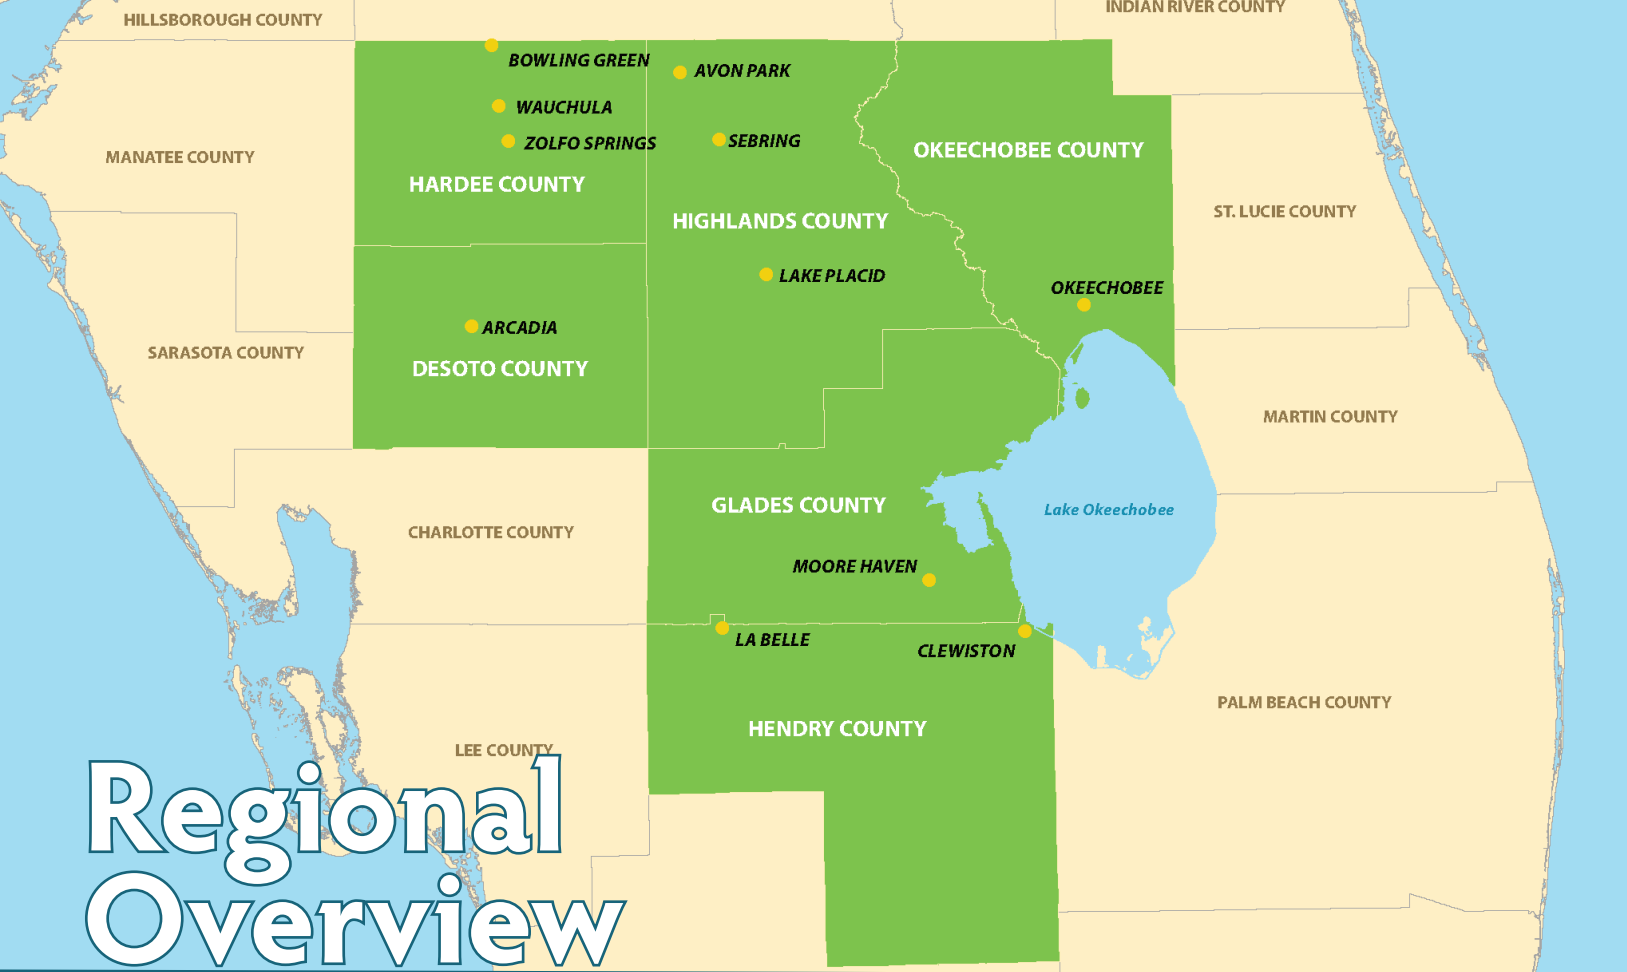 HILLSBOROUGH COUNTY
INDIAN RIVER COUNTY
BOWLING GREEN
AVON PARK
WAUCHULA
ZOLFO SPRINGS
SEBRING
OKEECHOBEE COUNTY
MANATEE COUNTY
HARDEE COUNTY
ST. LUCIE COUNTY
HIGHLANDS COUNTY
LAKE PLACID
OKEECHOBEE
ARCADIA
SARASOTA COUNTY
DESOTO COUNTY
MARTIN COUNTY
GLADES COUNTY
Lake Okeechobee
CHARLOTTE COUNTY
MOORE HAVEN
LA BELLE
CLEWISTON
PALM BEACH COUNTY
HENDRY COUNTY
LEE COUNTY
Regional
Overview